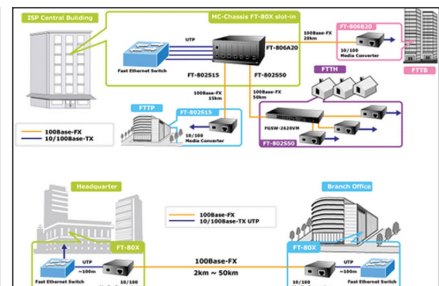 ISP Central Building
MC-Chassis FT-80X slot-in
UTP
FT-806A20
Fast Ethernet Switch
FT-802S15
FT-802S50
100Base-FX
20km
FT-806B20
10/100
Media Converter
FTTB
100Base-FX
15km
100Base-FX
50km
FTTH
FTTP
FT-802S15
10/100
Media Converter
FGSW-2620VM
FT-802S50
100Base-FX
10/100Base-TX
Headquarter
Branch Office
100Base-FX
10/100Base-TX UTP
FT-80X
FT-80X
UTP
~100m
100Base-FX
2km ~ 50km
UTP
~100m
Fast Ethernet Switch
10/100
10/100
Fast Ethernet Switch